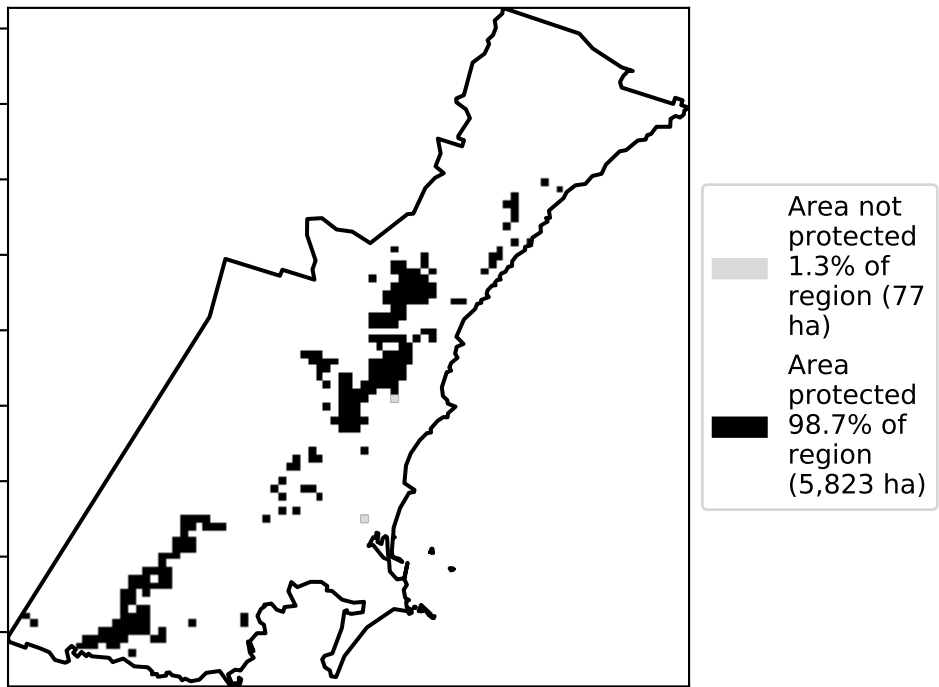 Area not
protected
1.3% of
region (77
ha)
Area
protected
98.7% of
region
(5,823 ha)